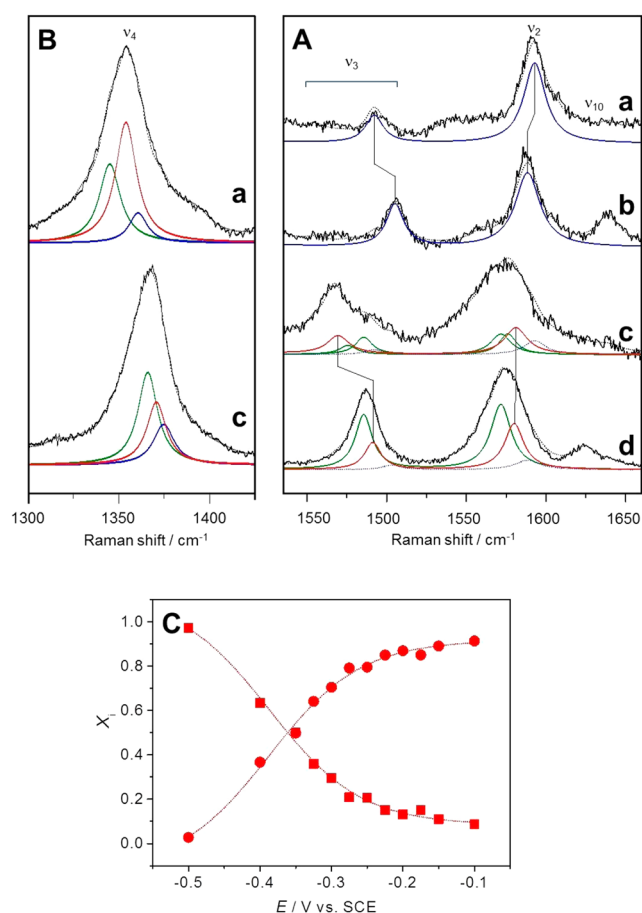 B
ν4
a
c
1300 1350 1400
Raman shift / cm-1
A
ν3
ν2
ν10
a
b
c
d
1550 1500 1550 1600 1650
Raman shift / cm-1
C
1.0
0.8
0.6
0.4
0.2
0.0
Xi
-0.5 -0.4 -0.3 -0.2 -0.1
E / V vs. SCE